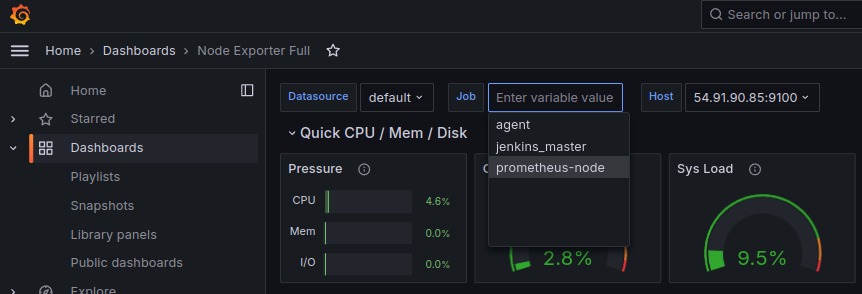 Search or jump to...
Home > Dashboards > Node Exporter Full
Home
Starred
Dashboards
Playlists
Snapshots
Library panels
Public dashboards
Explore
Datasource default Job Enter variable value Host 54.91.90.85:9100
agent
jenkins_master
prometheus-node
Quick CPU / Mem / Disk
Pressure
CPU 4.6%
Mem 0.0%
I/O 0.0%
2.8%
Sys Load
9.5%